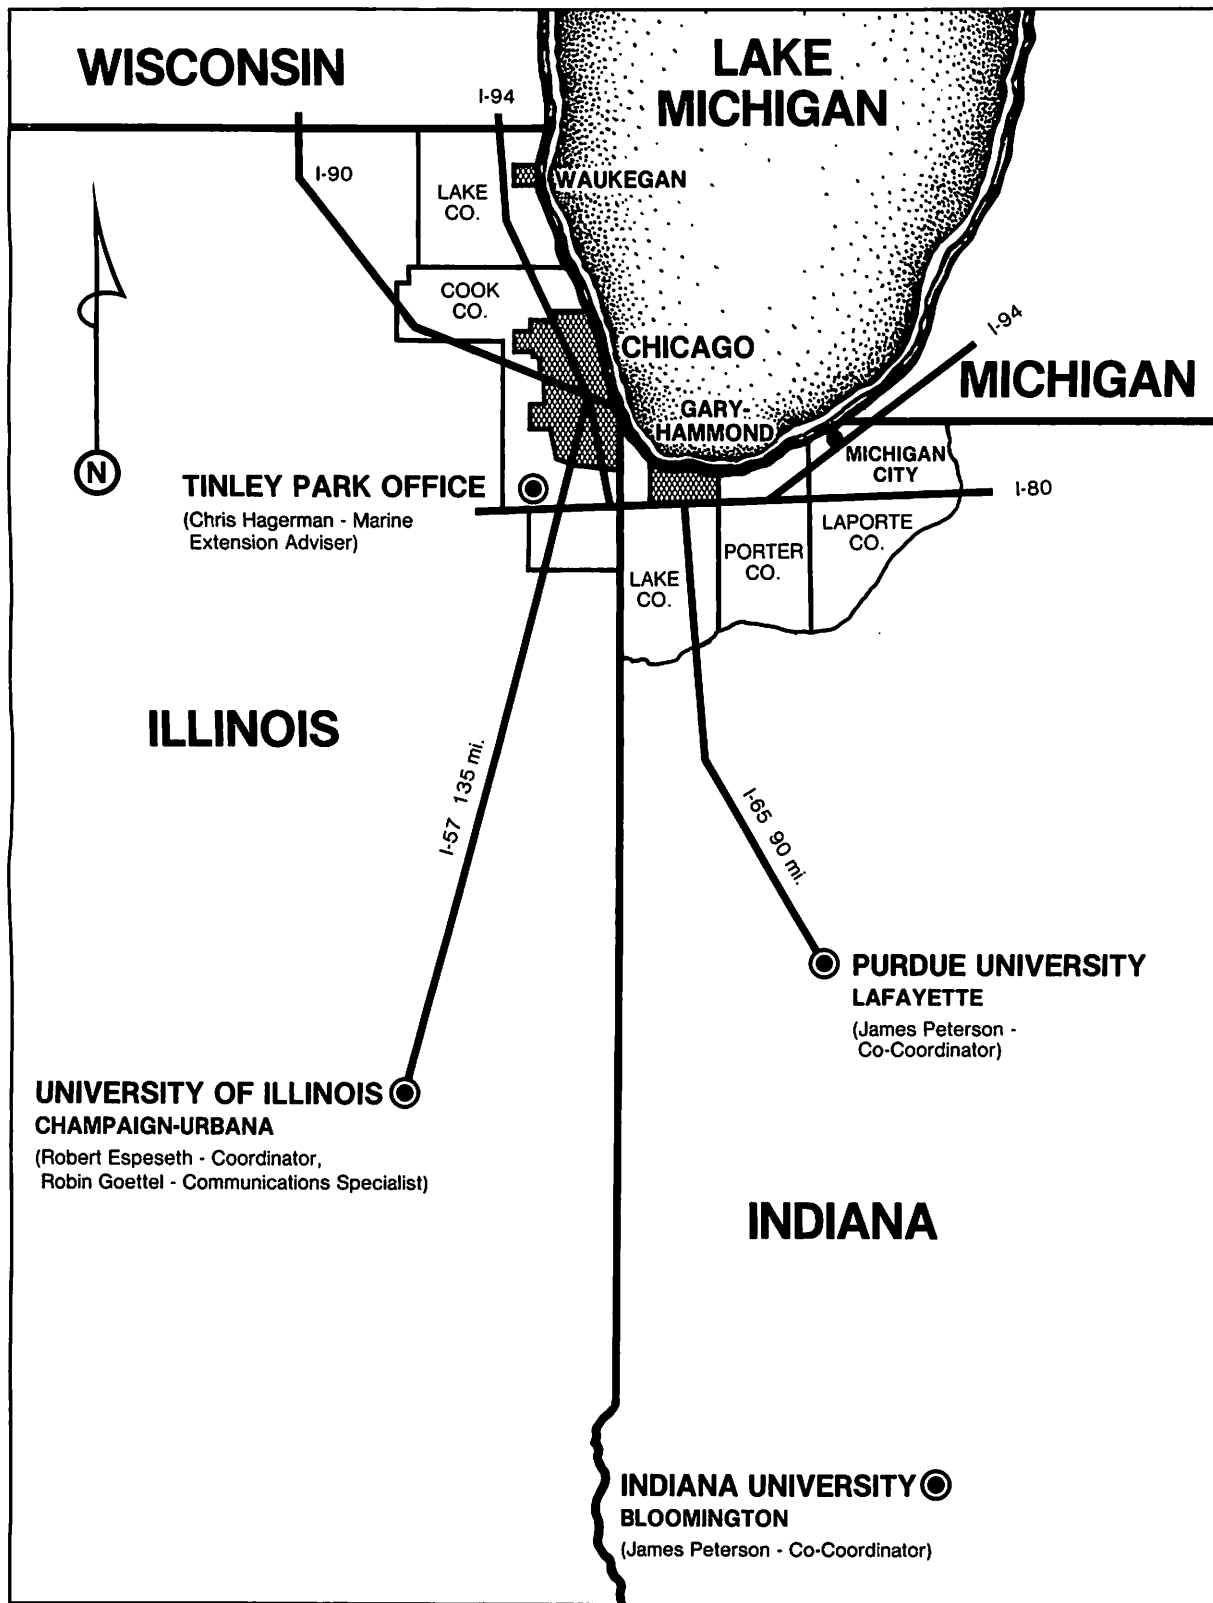 WISCONSIN
LAKE
MICHIGAN
I-94
I-90
WAUKEGAN
LAKE
CO.
COOK
CO.
CHICAGO
I-94
MICHIGAN
GARY-
HAMMOND
MICHIGAN
CITY
N
TINLEY PARK OFFICE
(Chris Hagerman - Marine
Extension Adviser)
I-80
LAPORTE
CO.
PORTER
CO.
LAKE
CO.
ILLINOIS
I-57 135 mi.
I-65 90 mi.
PURDUE UNIVERSITY
LAFAYETTE
(James Peterson -
Co-Coordinator)
UNIVERSITY OF ILLINOIS
CHAMPAIGN-URBANA
(Robert Espeseth - Coordinator,
Robin Goettel - Communications Specialist)
INDIANA
INDIANA UNIVERSITY
BLOOMINGTON
(James Peterson - Co-Coordinator)